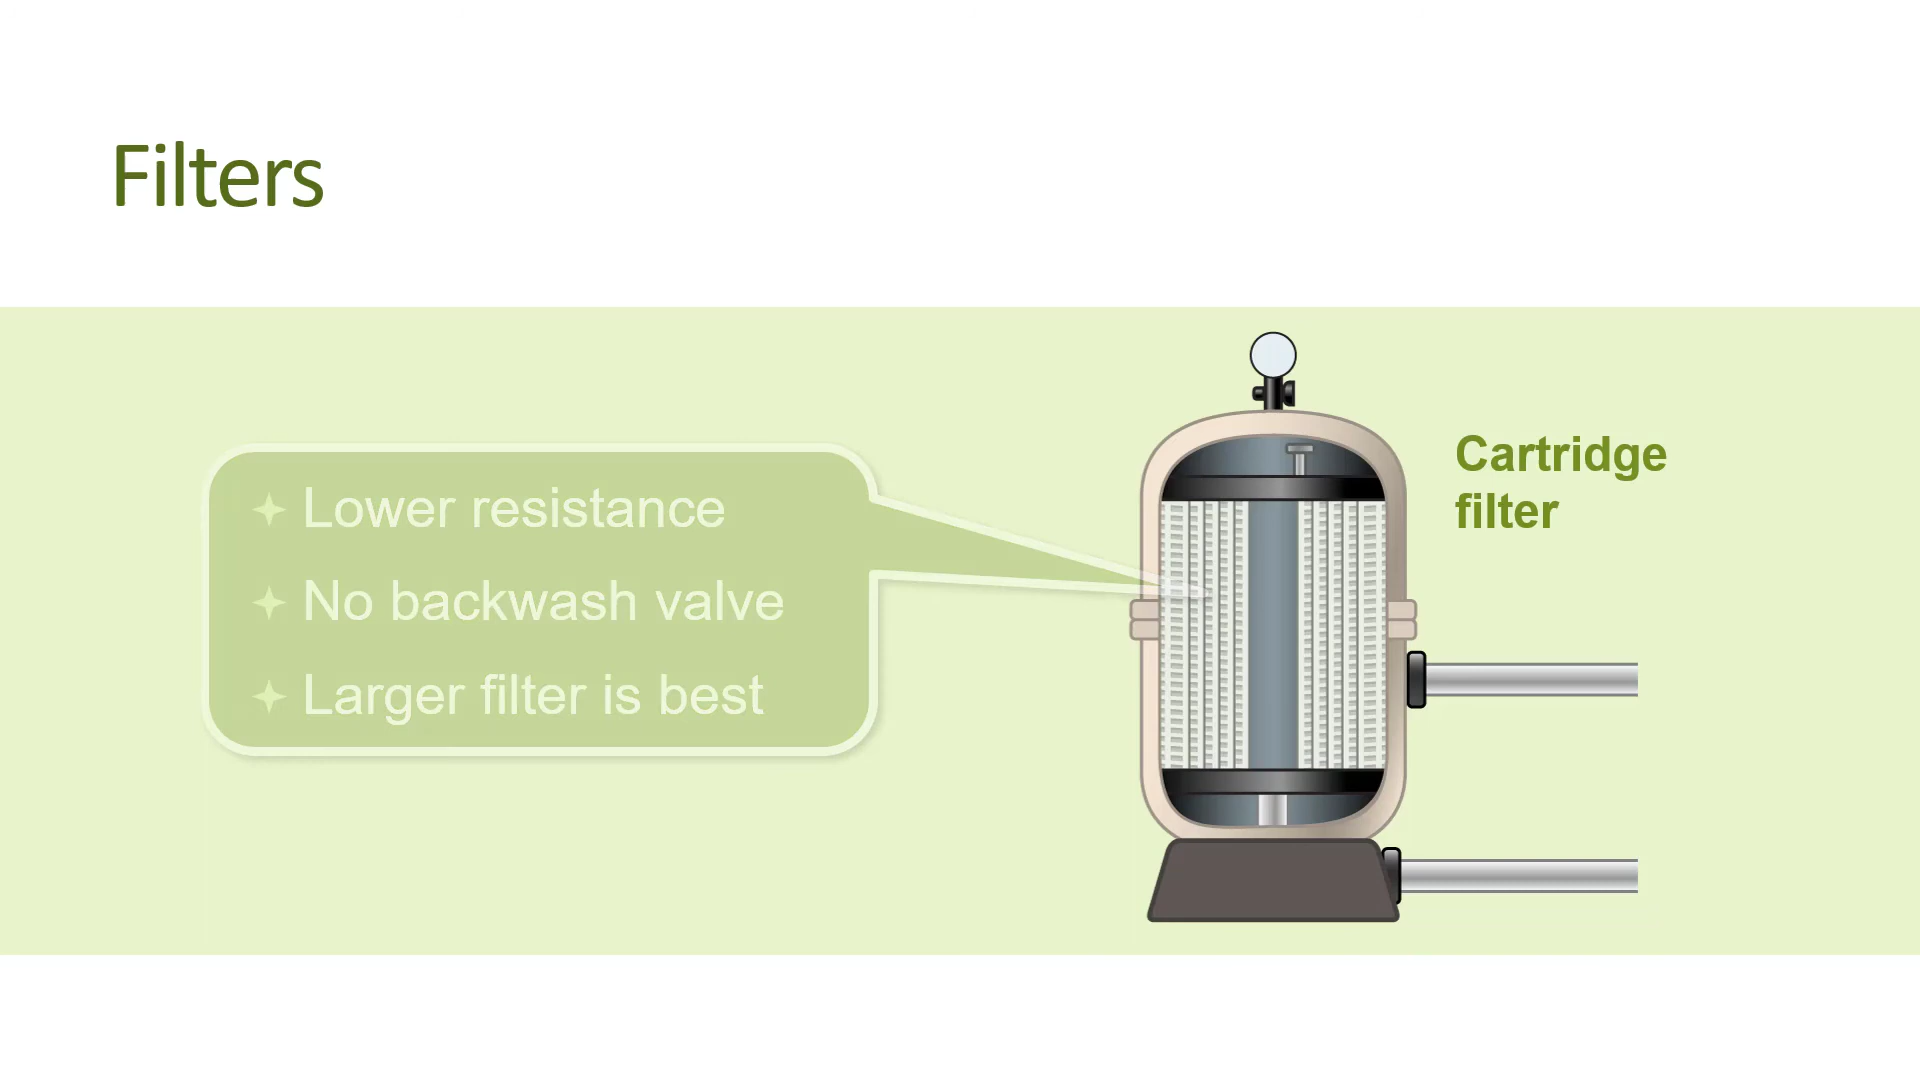 Filters
Lower resistance
No backwash valve
Larger filter is best
Cartridge
filter